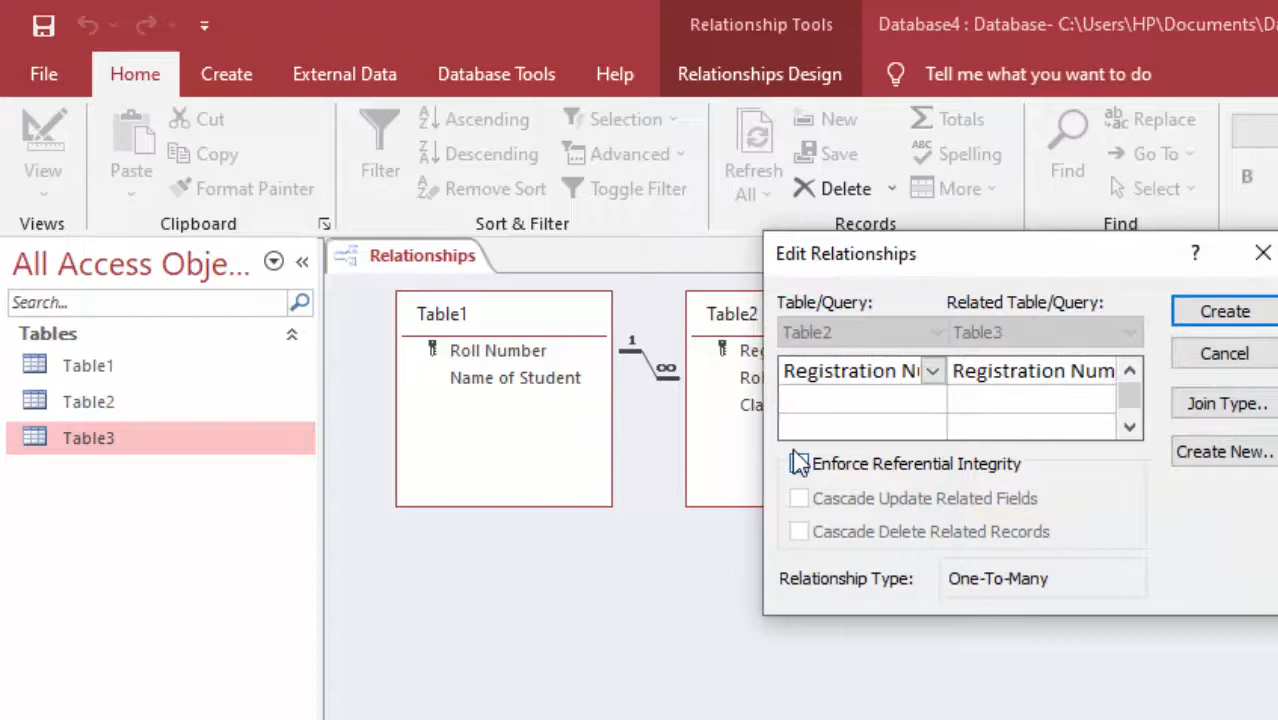 Relationship Tools
Database4 : Database- C:\Users\HP\Documents\Da
File
Home
Create
External Data
Database Tools
Help
Relationships Design
Tell me what you want to do
View
Paste
Cut
Copy
Format Painter
Filter
Ascending
Descending
Remove Sort
Selection
Advanced
Toggle Filter
Refresh
All
New
Save
Delete
Totals
Spelling
More
Find
Replace
Go To
Select
B
Views
Clipboard
Sort & Filter
Records
Find
All Access Obje...
Search...
Tables
Table1
Table2
Table3
Relationships
Table1
Roll Number
Name of Student
1
∞
Table2
Re
Ro
Cla
Edit Relationships
?
Table/Query:
Related Table/Query:
Table2
Table3
Registration Nu
Registration Num
Enforce Referential Integrity
Cascade Update Related Fields
Cascade Delete Related Records
Relationship Type:
One-To-Many
Create
Cancel
Join Type..
Create New..